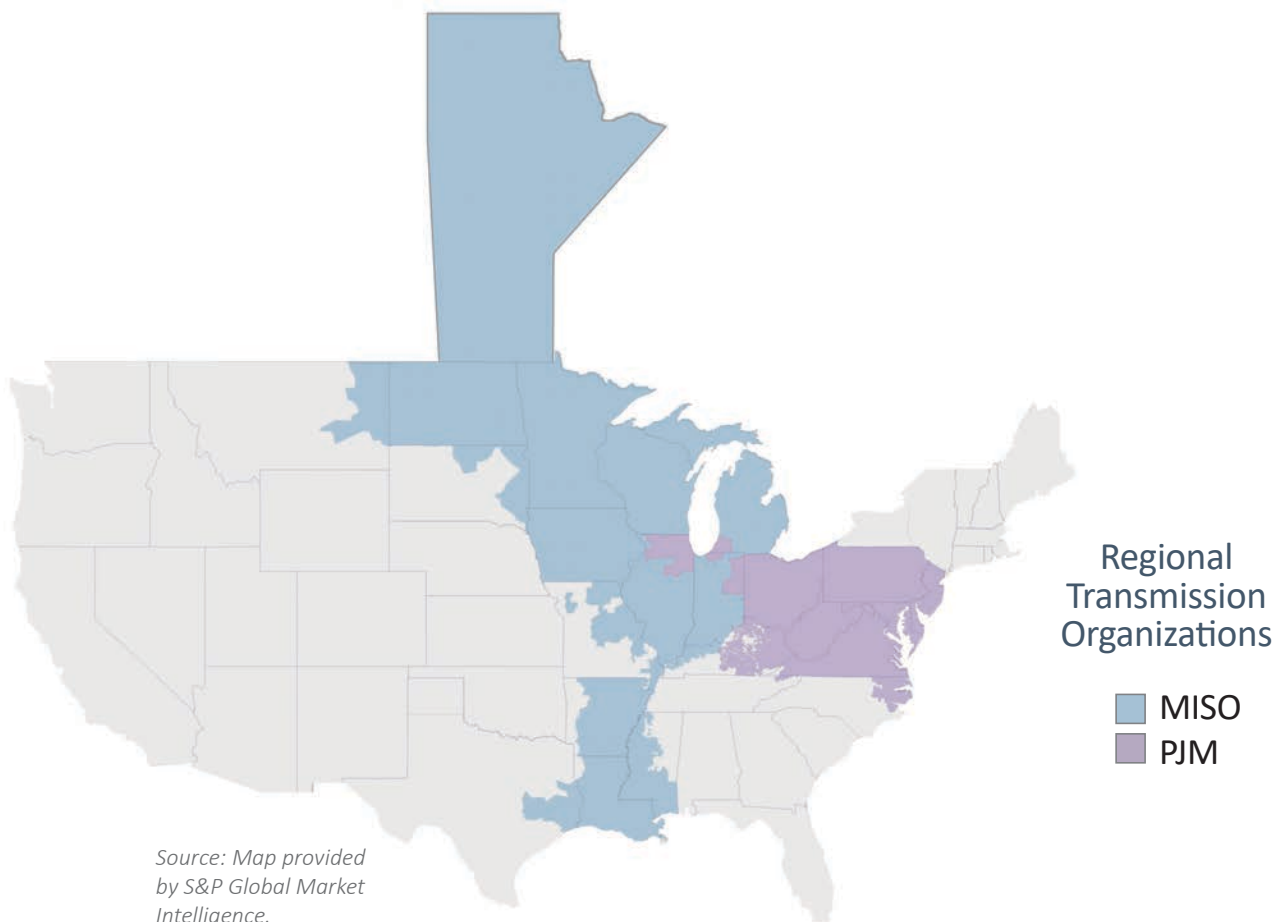 Regional
Transmission
Organizations
MISO
PJM
Source: Map provided
by S&P Global Market
Intelligence.